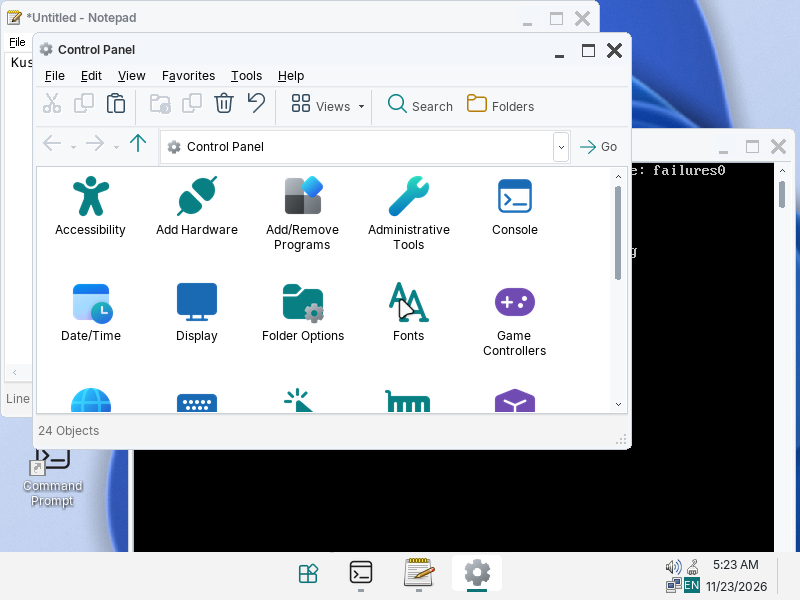 *Untitled - Notepad
File
Kus
Line
Control Panel
File Edit View Favorites Tools Help
Views Search Folders
Control Panel Go
Accessibility
Add Hardware
Add/Remove Programs
Administrative Tools
Console
Date/Time
Display
Folder Options
Fonts
Game Controllers
24 Objects
e: failures0
g
Command Prompt
EN
5:23 AM
11/23/2026